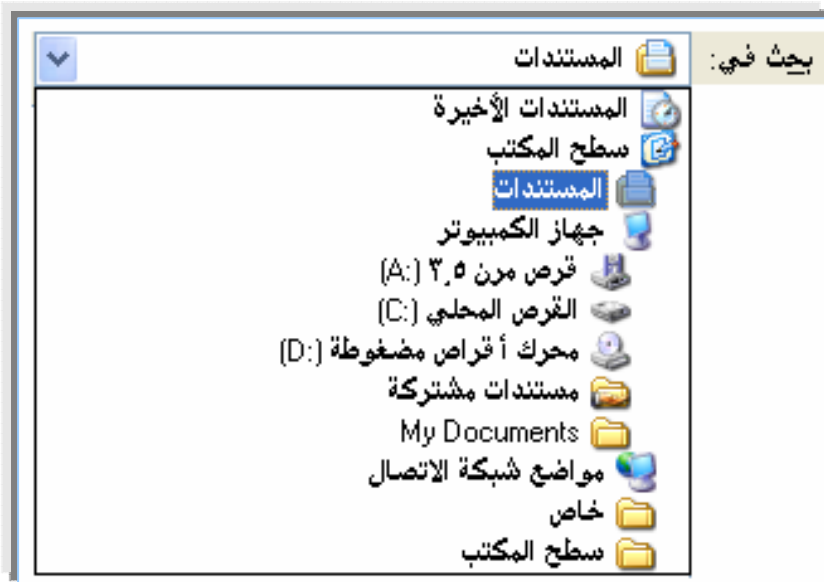 بحث في: المستندات
المستندات الأخيرة
سطح المكتب
المستندات
جهاز الكمبيوتر
قرص مرن ٣٫٥ (A:)
القرص المحلي (C:)
محرك أقراص مضغوطة (D:)
مستندات مشتركة
My Documents
مواضع شبكة الاتصال
خاص
سطح المكتب